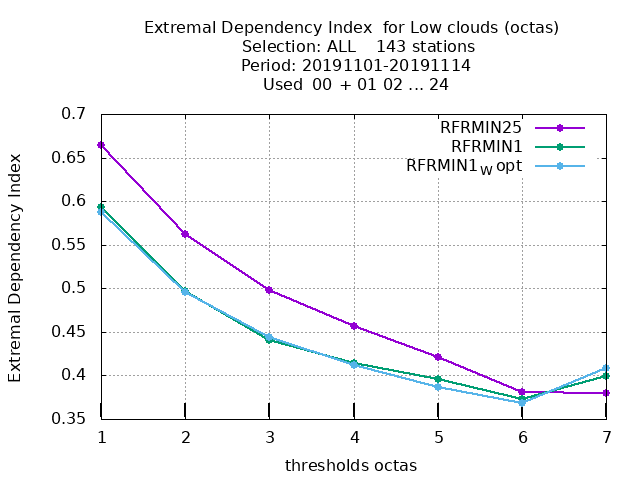 Extremal Dependency Index  for Low clouds (octas)
Selection: ALL    143 stations
Period: 20191101-20191114
Used  00 + 01 02 ... 24
0.7
0.65
0.6
0.55
0.5
0.45
0.4
0.35
Extremal Dependency Index
RFRMIN25
RFRMIN1
RFRMIN1W opt
1 2 3 4 5 6 7
thresholds octas